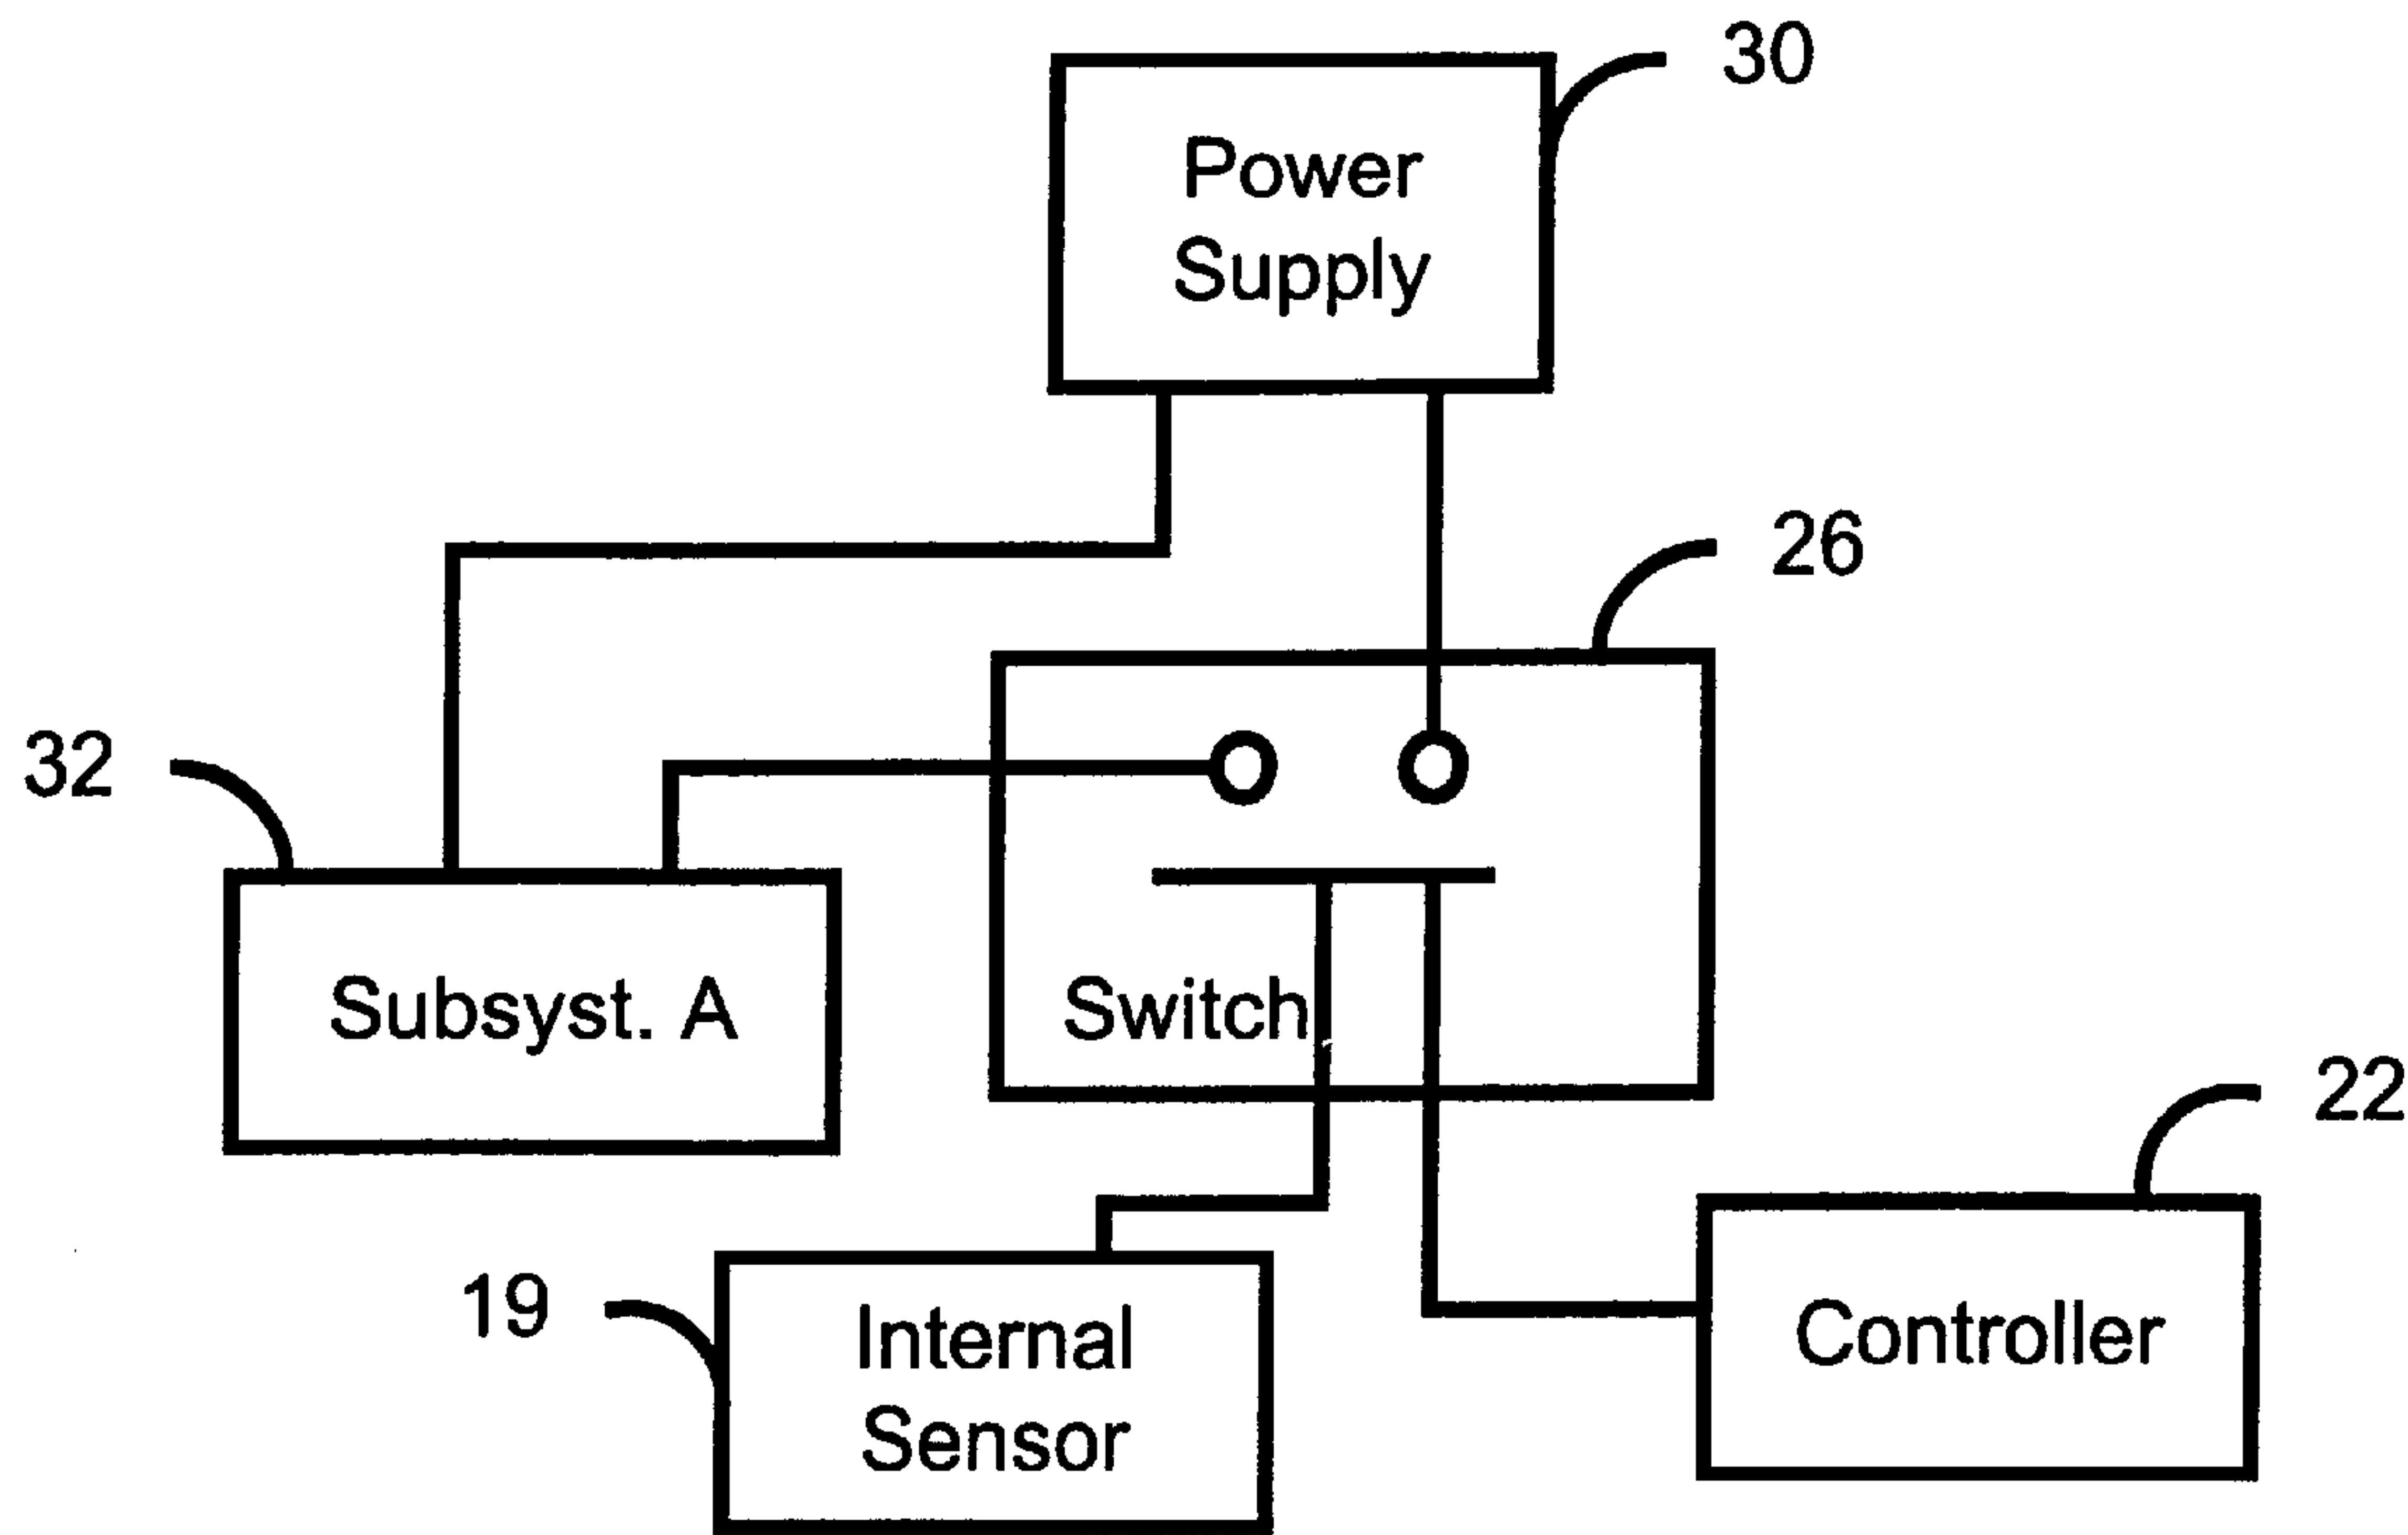 30
Power
Supply
26
32
Subsyst. A
Switch
22
19
Internal
Sensor
Controller